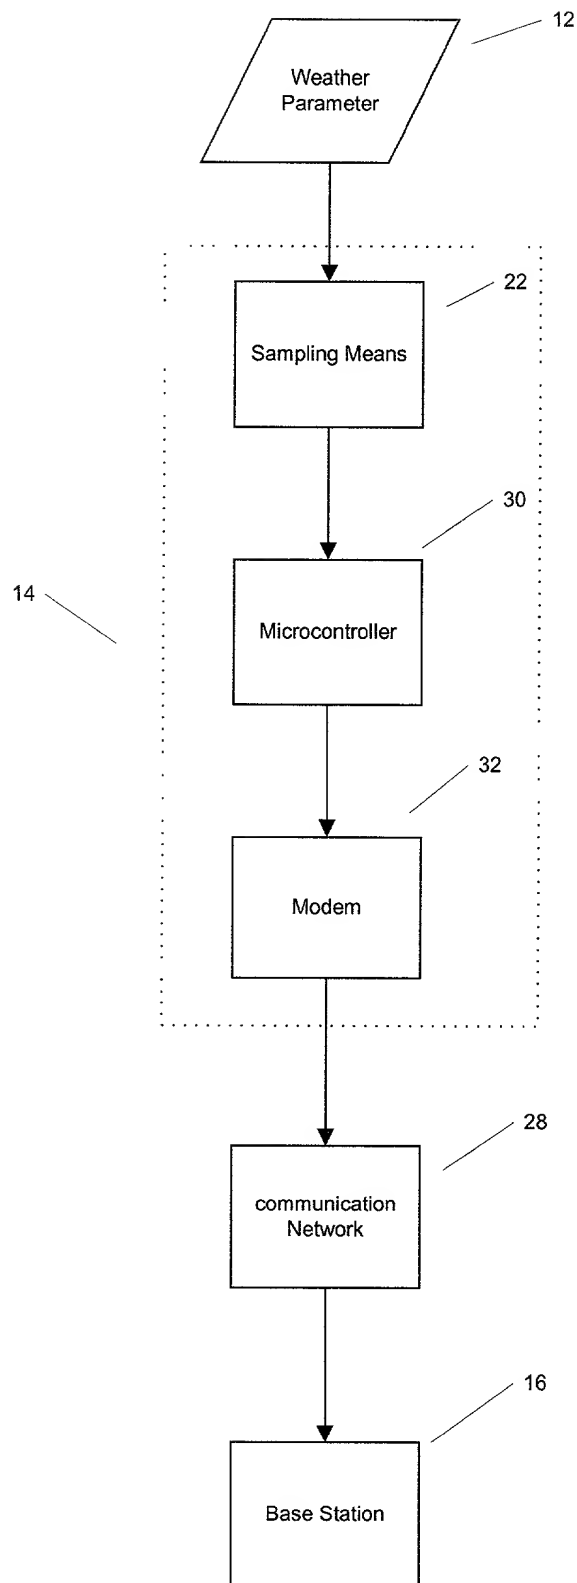 12
Weather
Parameter
22
Sampling Means
30
Microcontroller
14
32
Modem
28
communication
Network
16
Base Station